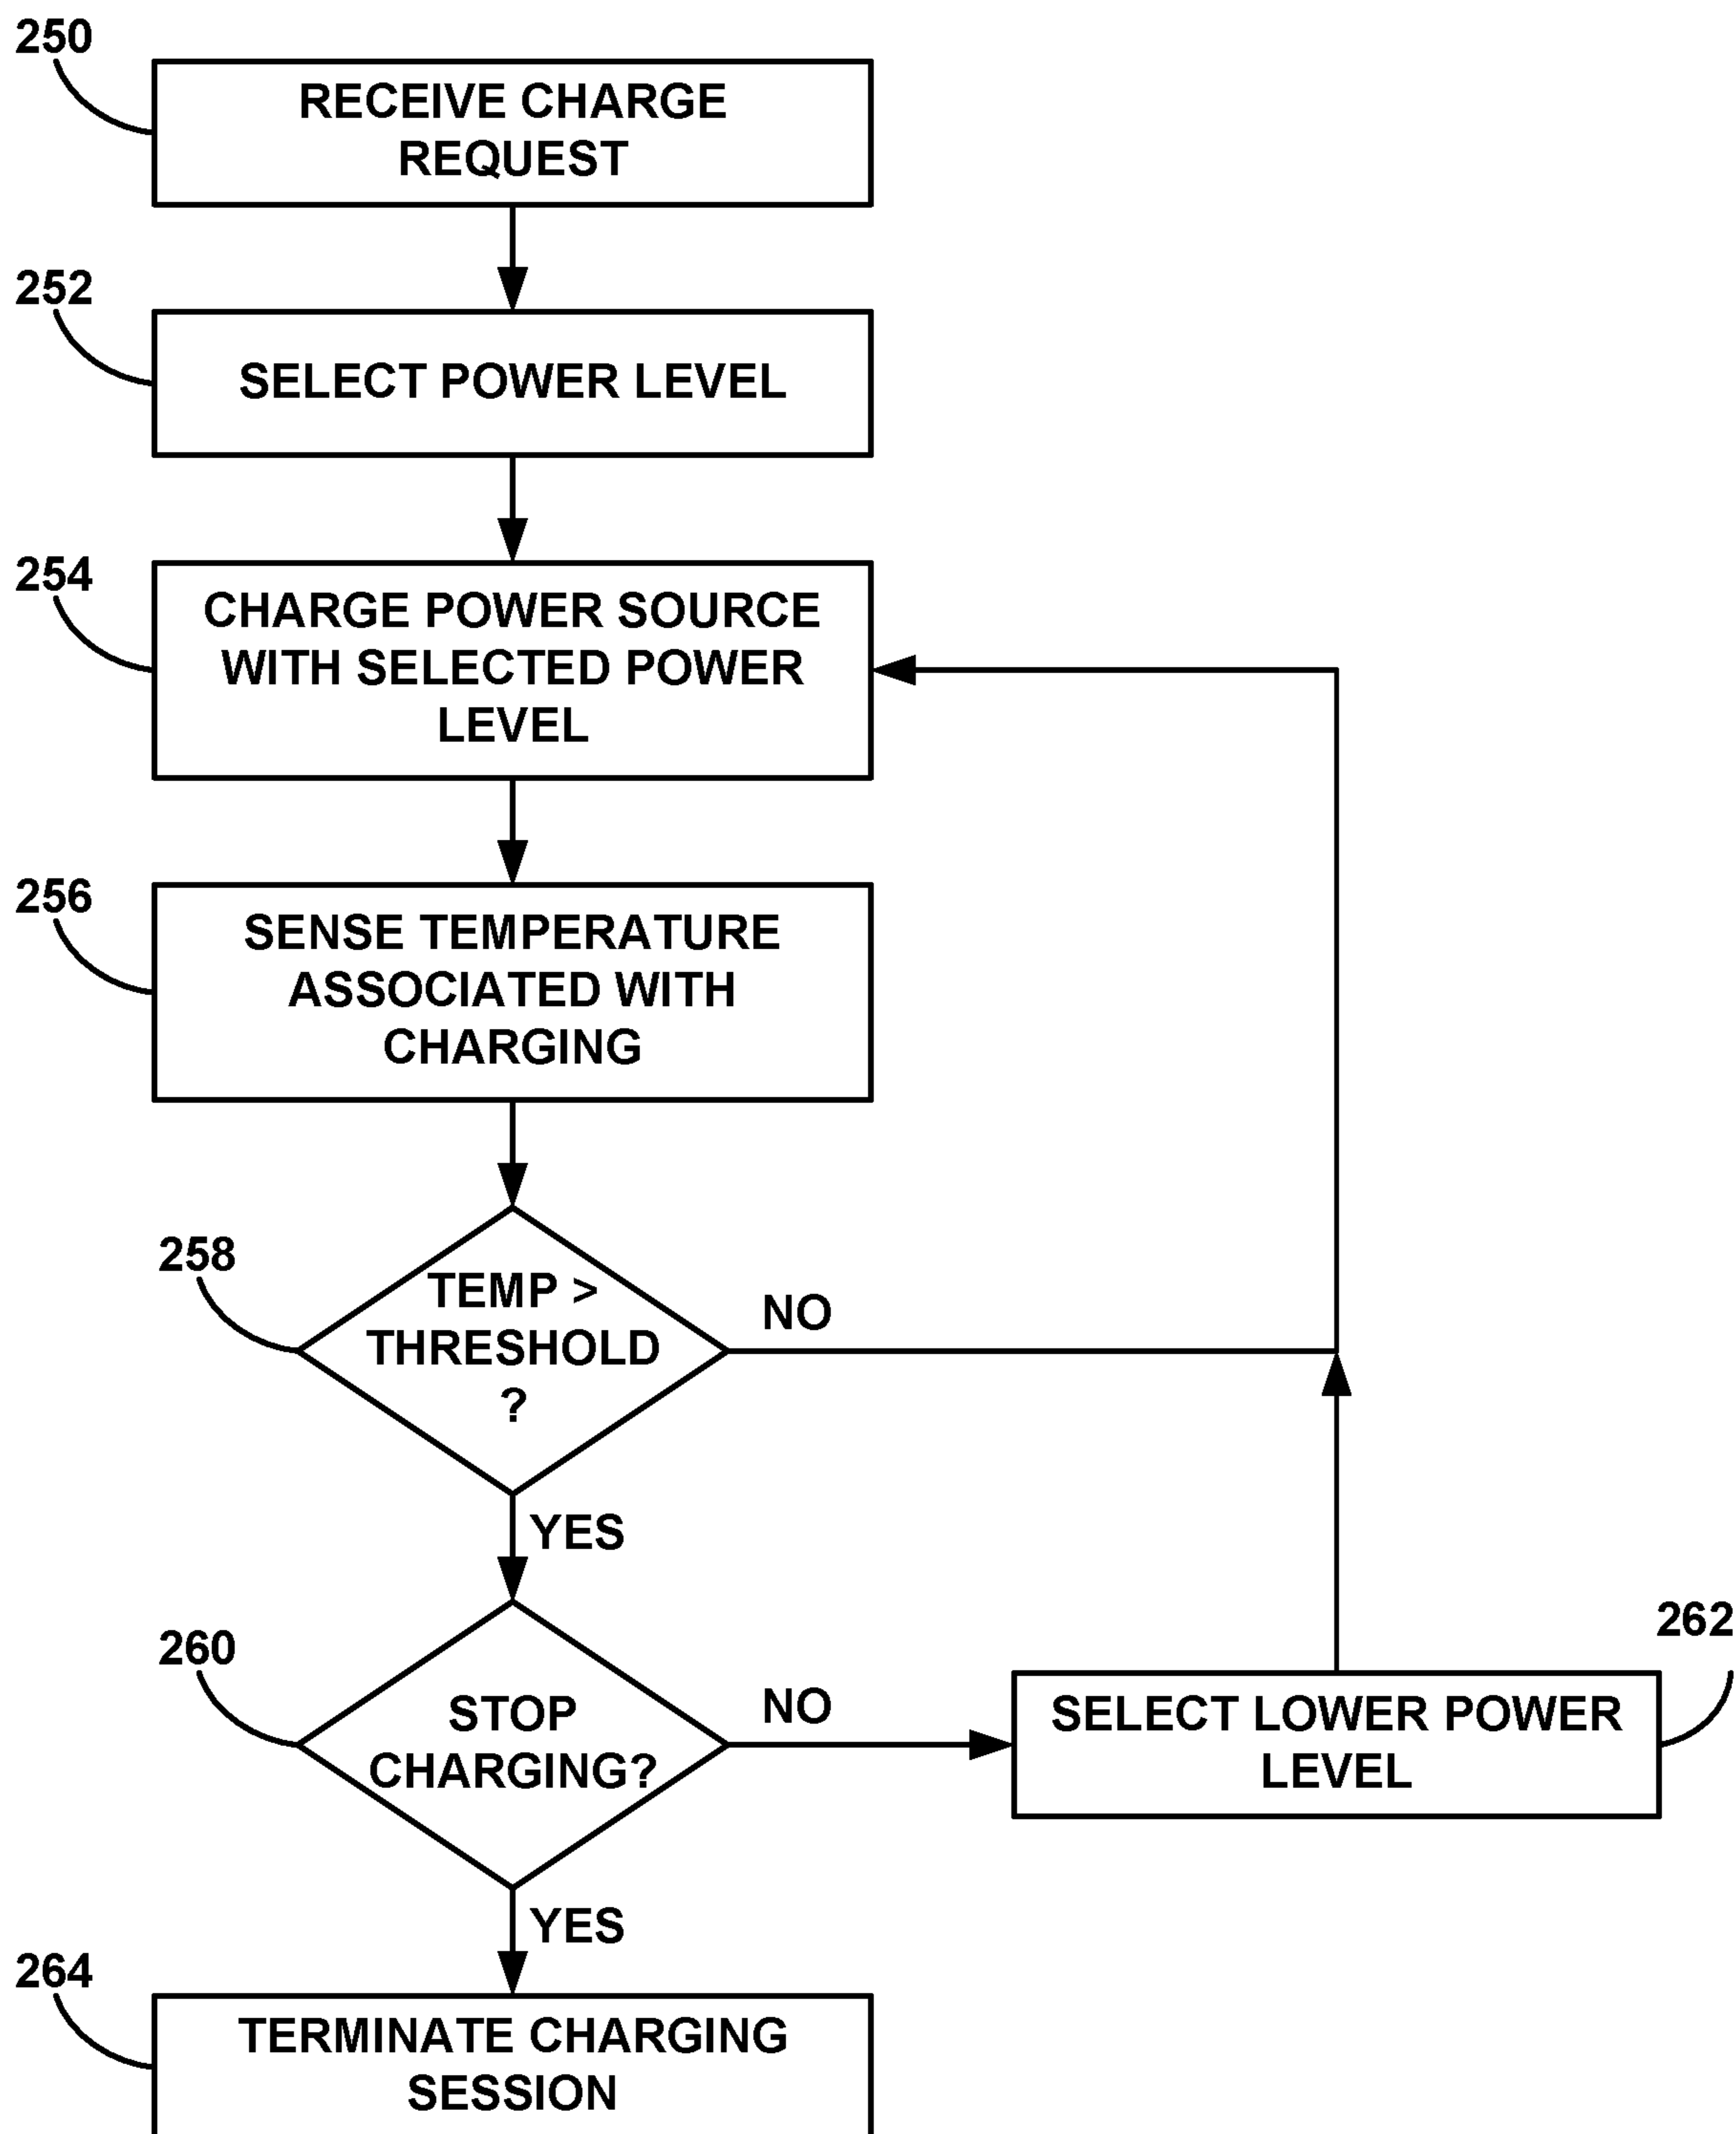 250
RECEIVE CHARGE
REQUEST
252
SELECT POWER LEVEL
254
CHARGE POWER SOURCE
WITH SELECTED POWER
LEVEL
256
SENSE TEMPERATURE
ASSOCIATED WITH
CHARGING
258
TEMP >
THRESHOLD
?
NO
YES
260
STOP
CHARGING?
NO
262
SELECT LOWER POWER
LEVEL
YES
264
TERMINATE CHARGING
SESSION